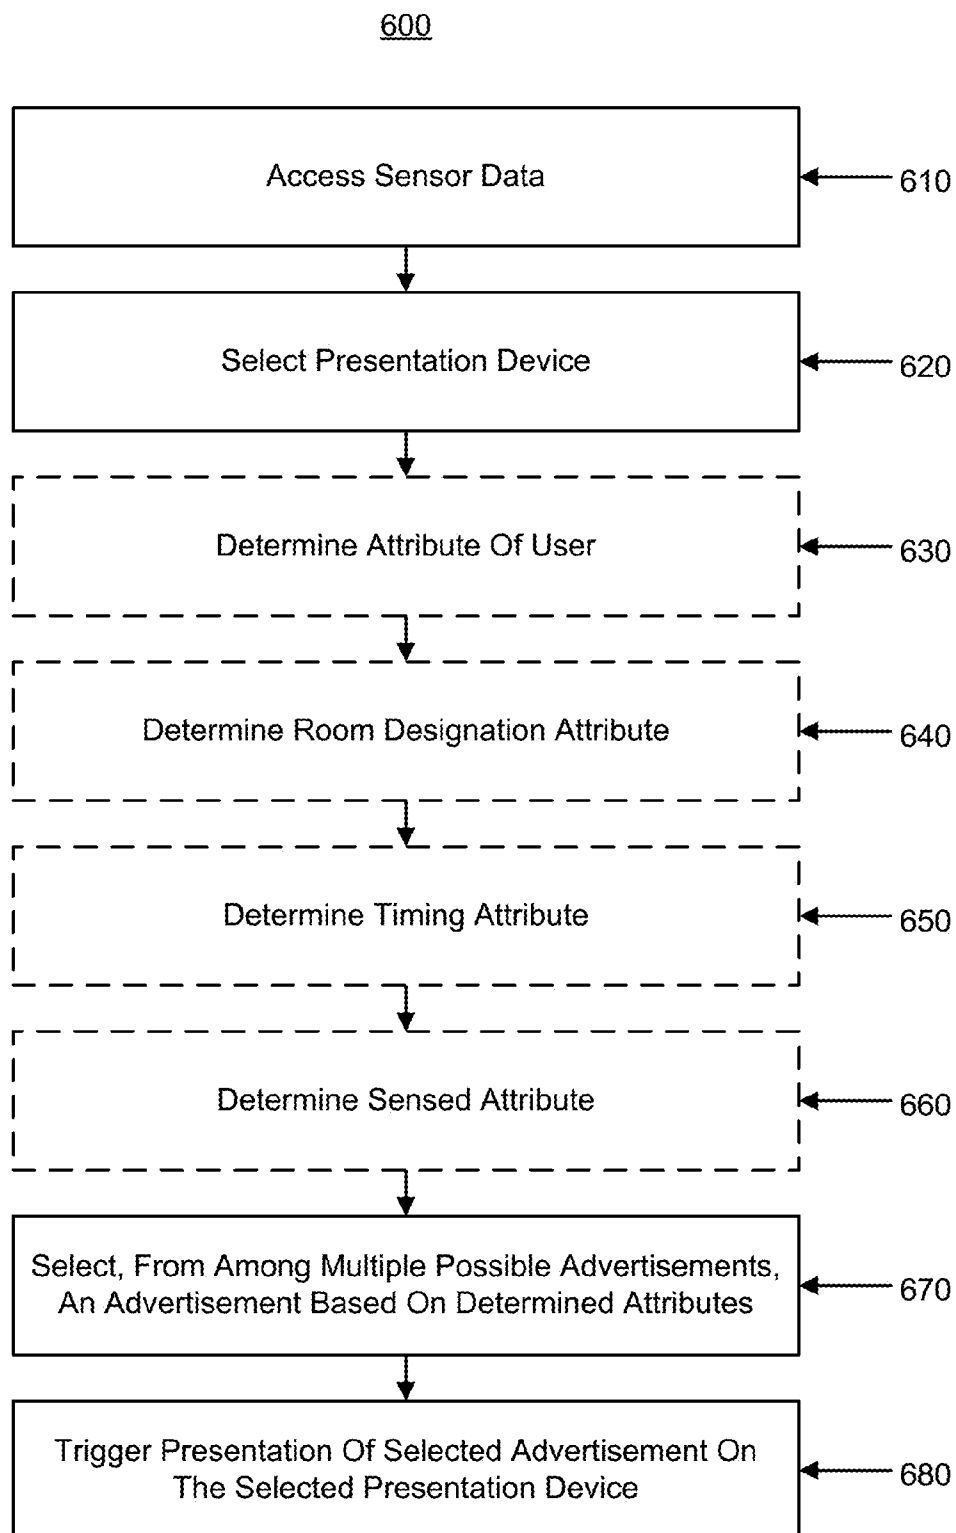 600
Access Sensor Data
610
Select Presentation Device
620
Determine Attribute Of User
630
Determine Room Designation Attribute
640
Determine Timing Attribute
650
Determine Sensed Attribute
660
Select, From Among Multiple Possible Advertisements,
An Advertisement Based On Determined Attributes
670
Trigger Presentation Of Selected Advertisement On
The Selected Presentation Device
680